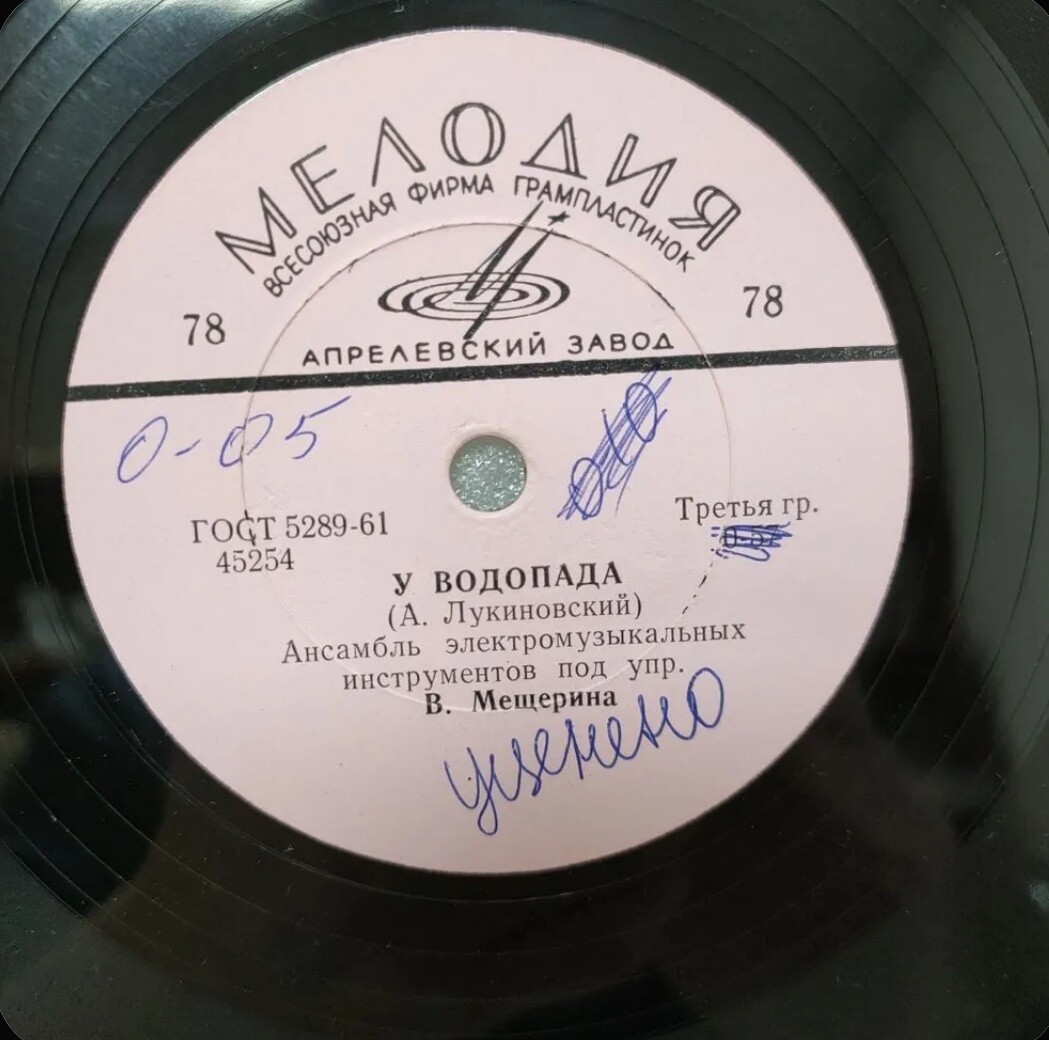 МЕЛОДИЯ
ВСЕСОЮЗНАЯ ФИРМА ГРАМПЛАСТИНОК
78
78
АПРЕЛЕВСКИЙ ЗАВОД
0-05
ГОСТ 5289-61
Третья гр.
45254
У ВОДОПАДА
(А. Лукиновский)
Ансамбль электромузыкальных
инструментов под упр.
В. Мещерина
уценено